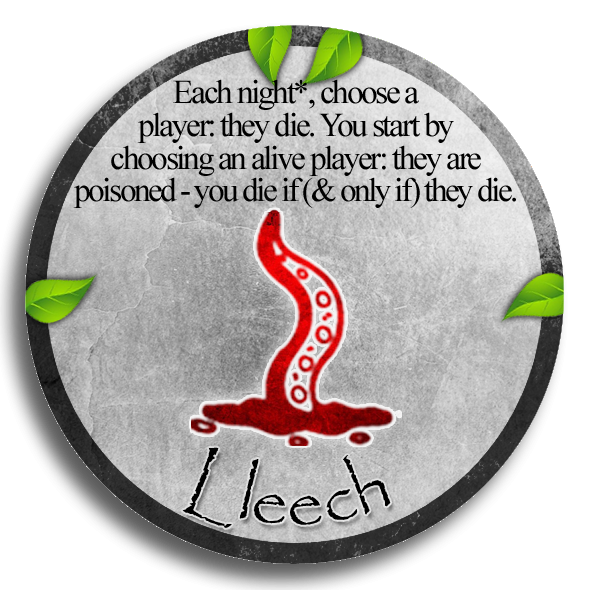 Each night*, choose a
player: they die. You start by
choosing an alive player: they are
poisoned - you die if (& only if) they die.
Lleech